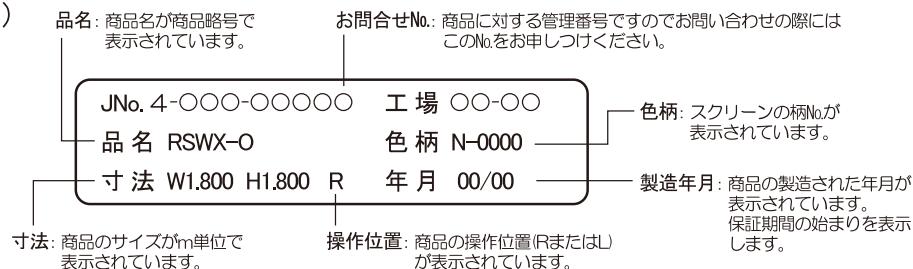 )
品名: 商品名が商品略号で
表示されています。
お問合せNo.: 商品に対する管理番号ですのでお問い合わせの際には
このNo.をお申しつけください。
JNo. 4-○○○-○○○○○ 工場 ○○-○○
品名 RSWX-O 色柄 N-0000
寸法 W1.800 H1.800 R 年月 00/00
色柄: スクリーンの柄No.が
表示されています。
製造年月: 商品の製造された年月が
表示されています。
保証期間の始まりを表示
します。
寸法: 商品のサイズがm単位で
表示されています。
操作位置: 商品の操作位置(RまたはL)
が表示されています。